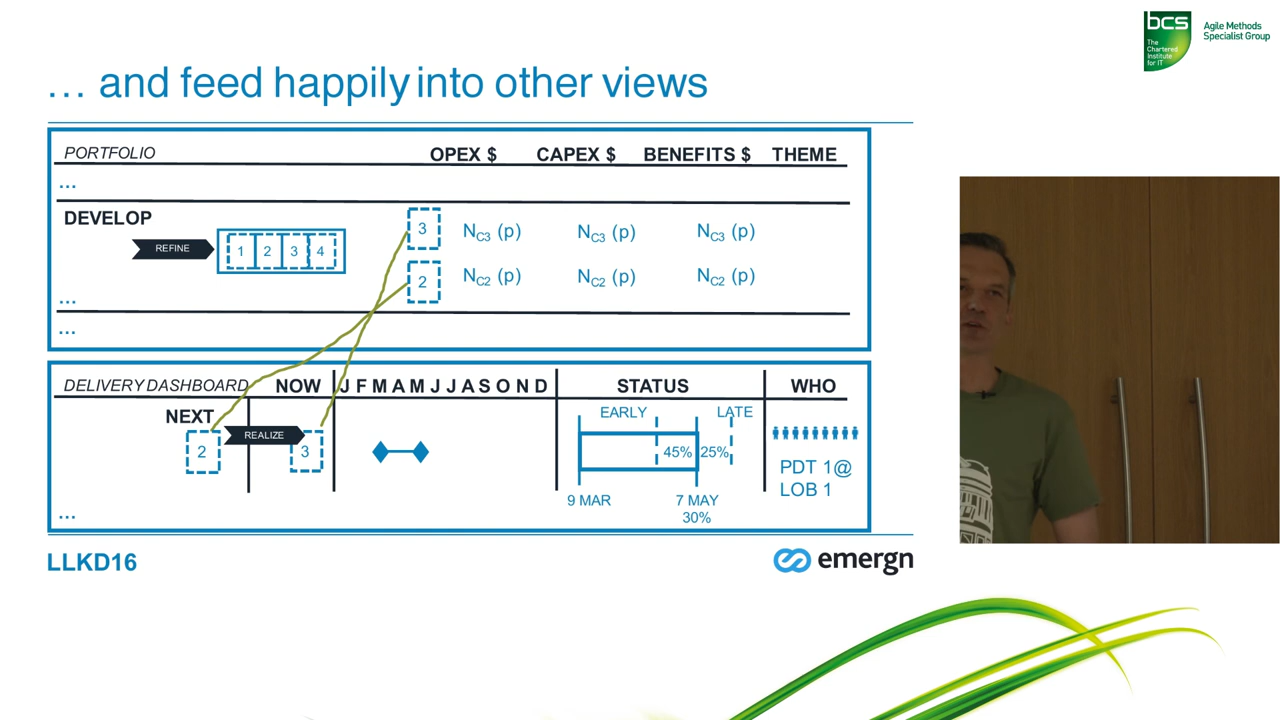 bcs
The
Chartered
Institute
for IT
Agile Methods
Specialist Group
… and feed happily into other views
PORTFOLIO OPEX $ CAPEX $ BENEFITS $ THEME
…
DEVELOP
REFINE 1 2 3 4
3 NC3 (p) NC3 (p) NC3 (p)
2 NC2 (p) NC2 (p) NC2 (p)
…
…
DELIVERY DASHBOARD NOW J F M A M J J A S O N D STATUS WHO
NEXT
EARLY LATE
2 REALIZE 3
45% 25%
PDT 1@
LOB 1
9 MAR 7 MAY
30%
…
LLKD16
emergn